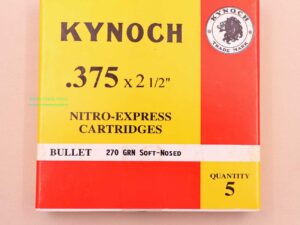 KYNOCH
KYNOCH
TRADE MARK
.375 x 2 1/2"
NITRO-EXPRESS
CARTRIDGES
BULLET 270 GRN SOFT-NOSED
QUANTITY
5